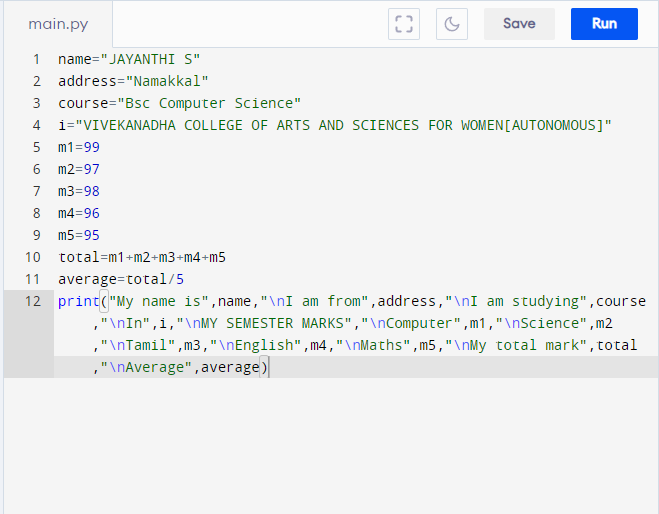 main.py
Save
Run
1 name="JAYANTHI S"
2 address="Namakkal"
3 course="Bsc Computer Science"
4 i="VIVEKANADHA COLLEGE OF ARTS AND SCIENCES FOR WOMEN[AUTONOMOUS]"
5 m1=99
6 m2=97
7 m3=98
8 m4=96
9 m5=95
10 total=m1+m2+m3+m4+m5
11 average=total/5
12 print("My name is",name,"\nI am from",address,"\nI am studying",course
,"\nIn",i,"\nMY SEMESTER MARKS","\nComputer",m1,"\nScience",m2
,"\nTamil",m3,"\nEnglish",m4,"\nMaths",m5,"\nMy total mark",total
,"\nAverage",average)